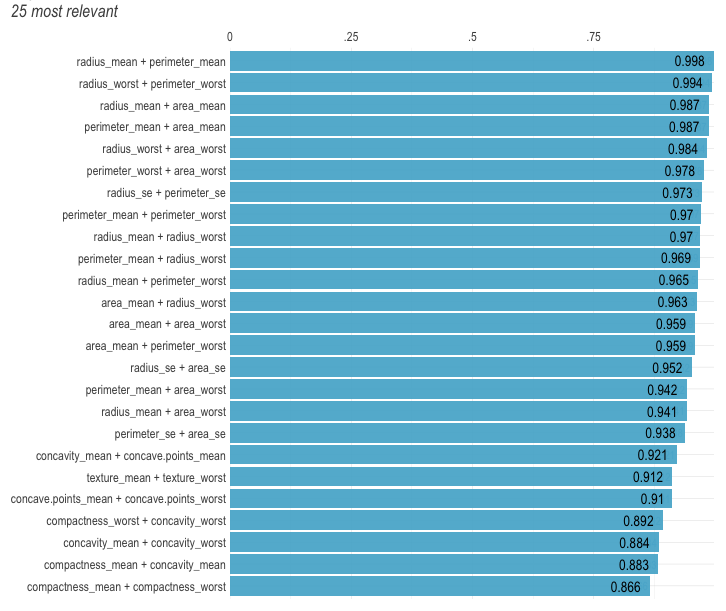 25 most relevant
0 .25 .5 .75
radius_mean + perimeter_mean 0.998
radius_worst + perimeter_worst 0.994
radius_mean + area_mean 0.987
perimeter_mean + area_mean 0.987
radius_worst + area_worst 0.984
perimeter_worst + area_worst 0.978
radius_se + perimeter_se 0.973
perimeter_mean + perimeter_worst 0.97
radius_mean + radius_worst 0.97
perimeter_mean + radius_worst 0.969
radius_mean + perimeter_worst 0.965
area_mean + radius_worst 0.963
area_mean + area_worst 0.959
area_mean + perimeter_worst 0.959
radius_se + area_se 0.952
perimeter_mean + area_worst 0.942
radius_mean + area_worst 0.941
perimeter_se + area_se 0.938
concavity_mean + concave.points_mean 0.921
texture_mean + texture_worst 0.912
concave.points_mean + concave.points_worst 0.91
compactness_worst + concavity_worst 0.892
concavity_mean + concavity_worst 0.884
compactness_mean + concavity_mean 0.883
compactness_mean + compactness_worst 0.866